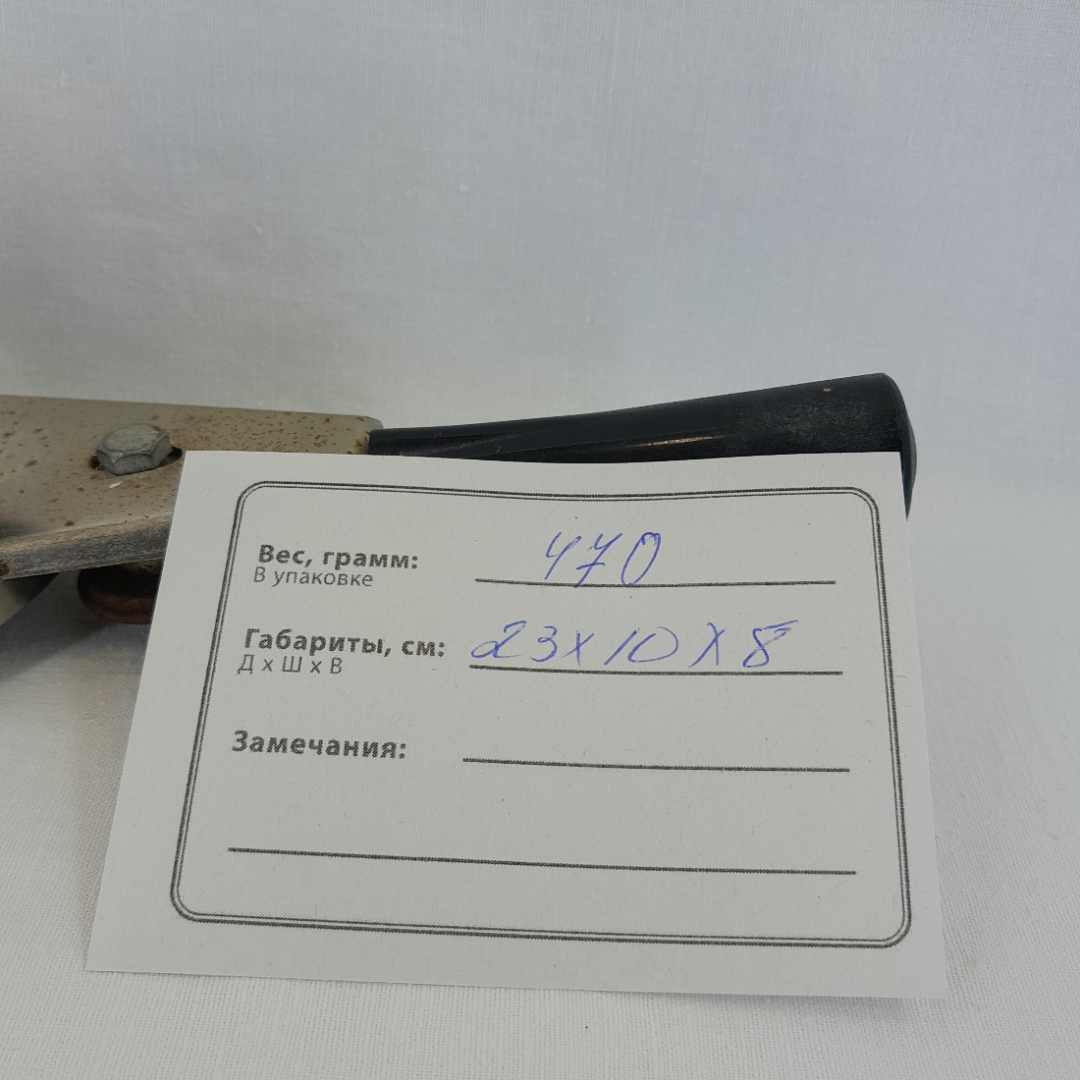 Вес, грамм: 470
В упаковке
Габариты, см: 23х10х8
Д х Ш х В
Замечания: